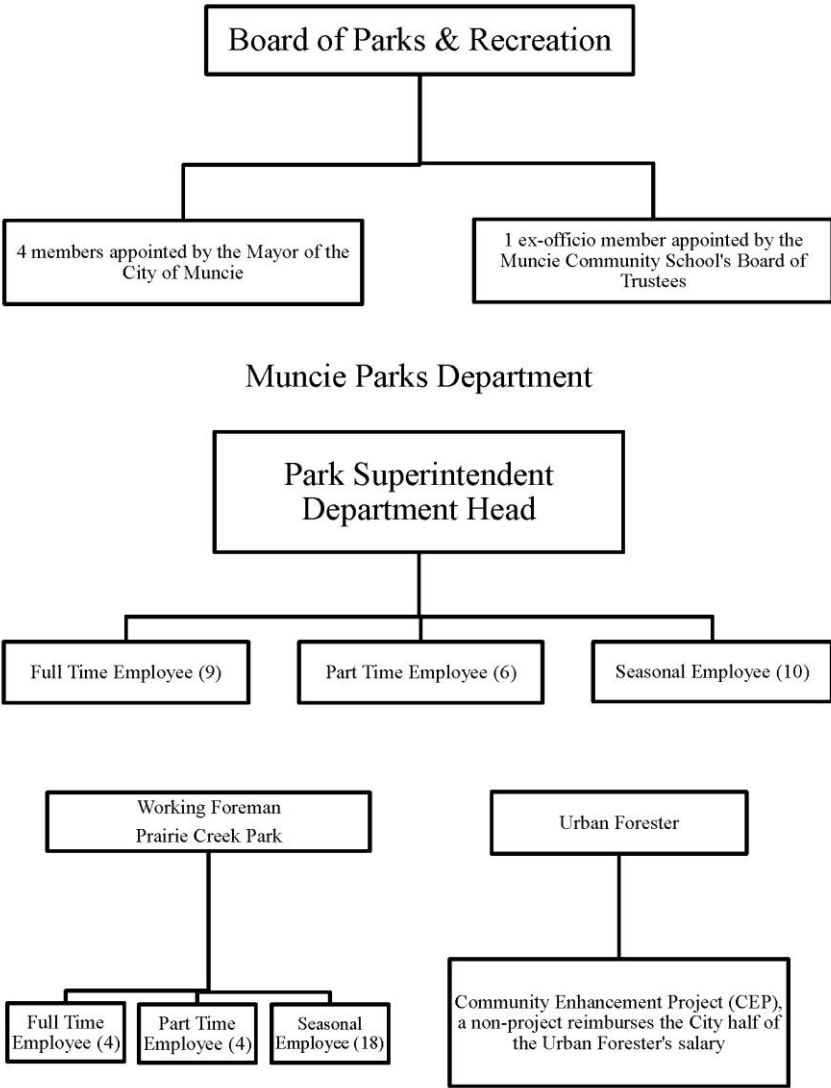 Board of Parks & Recreation
4 members appointed by the Mayor of the
City of Muncie
1 ex-officio member appointed by the
Muncie Community School's Board of
Trustees
Muncie Parks Department
Park Superintendent
Department Head
Full Time Employee (9)
Part Time Employee (6)
Seasonal Employee (10)
Working Foreman
Prairie Creek Park
Urban Forester
Full Time
Employee (4)
Part Time
Employee (4)
Seasonal
Employee (18)
Community Enhancement Project (CEP),
a non-project reimburses the City half of
the Urban Forester's salary